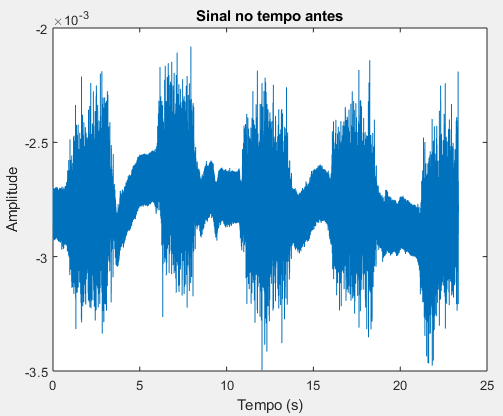 Sinal no tempo antes
×10⁻³
-2
-2.5
-3
-3.5
Amplitude
0 5 10 15 20 25
Tempo (s)